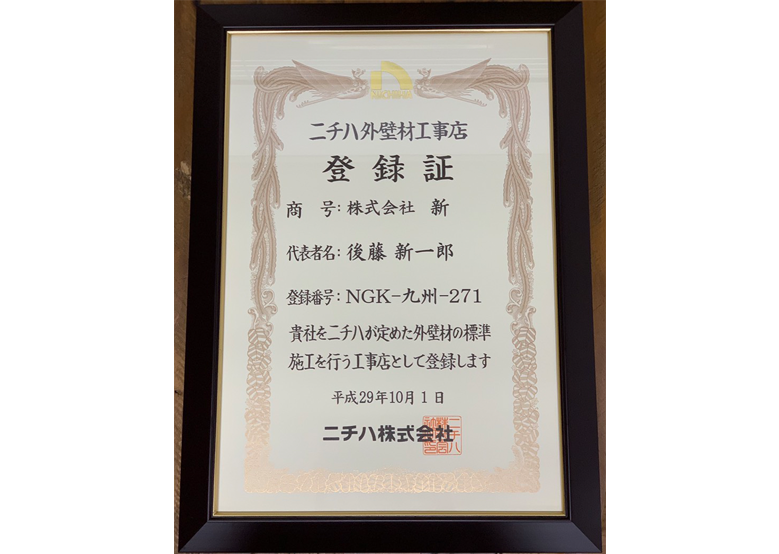 二チハ外壁材工事店
登録証
商 号：株式会社 新
代表者名：後藤 新一郎
登録番号：NGK-九州-271
貴社を二チハが定めた外壁材の標準
施工を行う工事店として登録します
平成29年10月1日
ニチハ株式会社